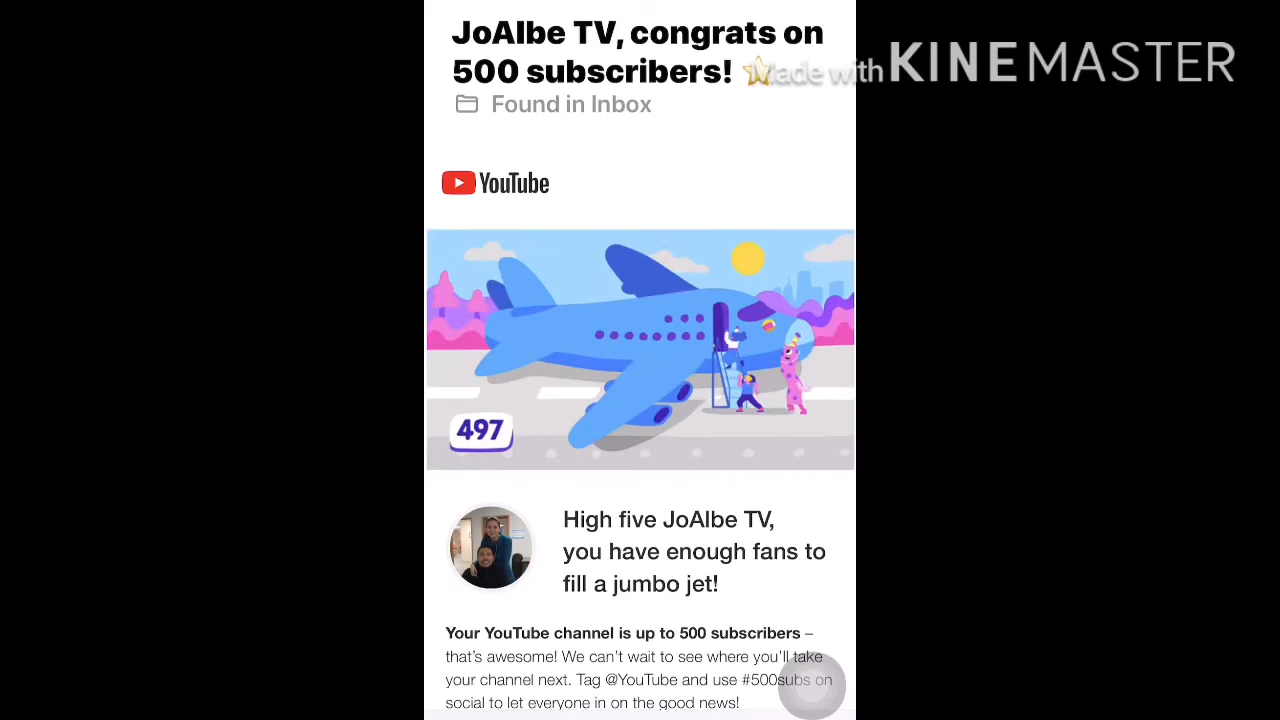 JoAlbe TV, congrats on
500 subscribers!
Made with KINEMASTER
Found in Inbox
YouTube
497
High five JoAlbe TV,
you have enough fans to
fill a jumbo jet!
Your YouTube channel is up to 500 subscribers –
that's awesome! We can't wait to see where you'll take
your channel next. Tag @YouTube and use #500subs on
social to let everyone in on the good news!